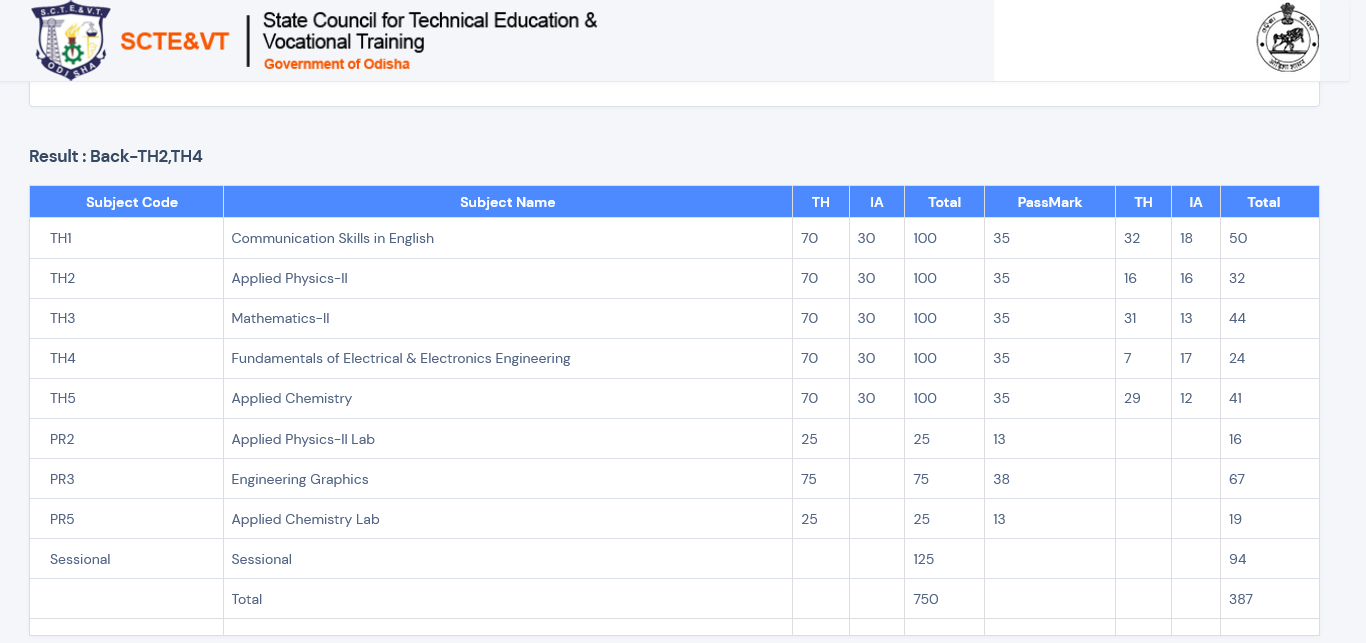 S.C.T.E.&V.T.
ODISHA
SCTE&VT
State Council for Technical Education &
Vocational Training
Government of Odisha
Result : Back-TH2,TH4
Subject Code Subject Name TH IA Total PassMark TH IA Total
TH1 Communication Skills in English 70 30 100 35 32 18 50
TH2 Applied Physics-II 70 30 100 35 16 16 32
TH3 Mathematics-II 70 30 100 35 31 13 44
TH4 Fundamentals of Electrical & Electronics Engineering 70 30 100 35 7 17 24
TH5 Applied Chemistry 70 30 100 35 29 12 41
PR2 Applied Physics-II Lab 25 25 13 16
PR3 Engineering Graphics 75 75 38 67
PR5 Applied Chemistry Lab 25 25 13 19
Sessional Sessional 125 94
Total 750 387